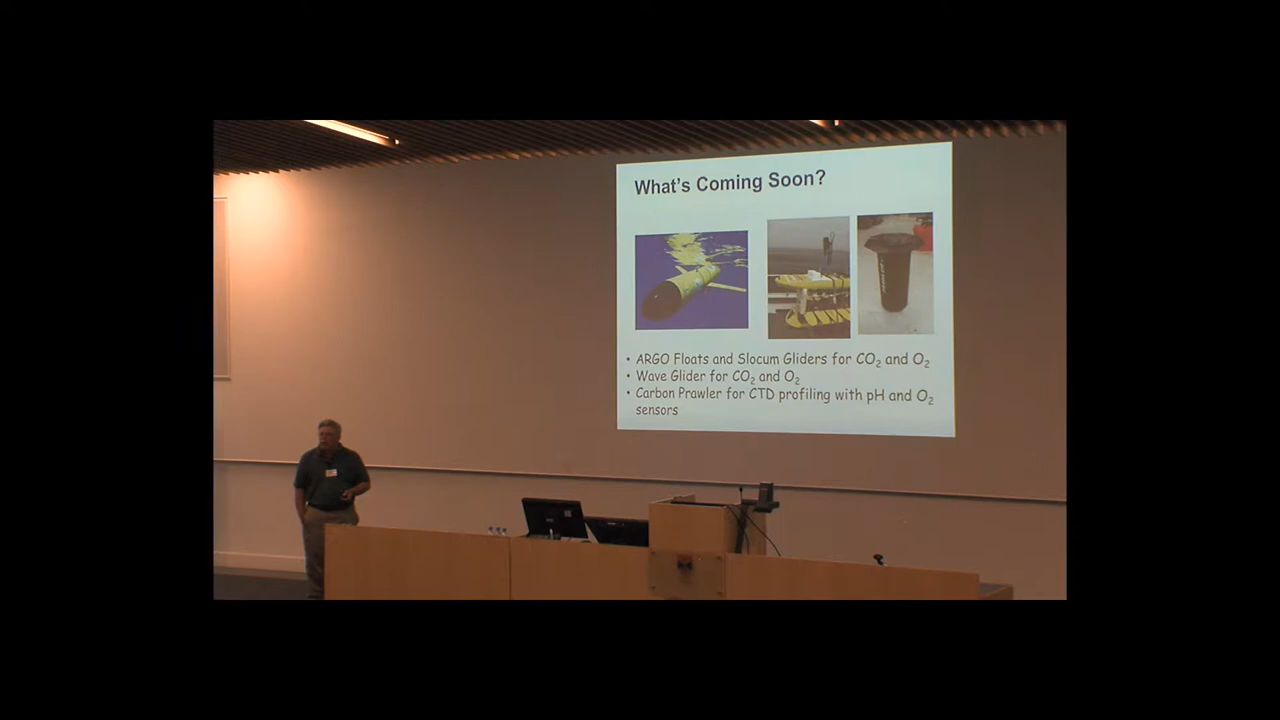 What's Coming Soon?
• ARGO Floats and Slocum Gliders for CO₂ and O₂
• Wave Glider for CO₂ and O₂
• Carbon Prawler for CTD profiling with pH and O₂
sensors